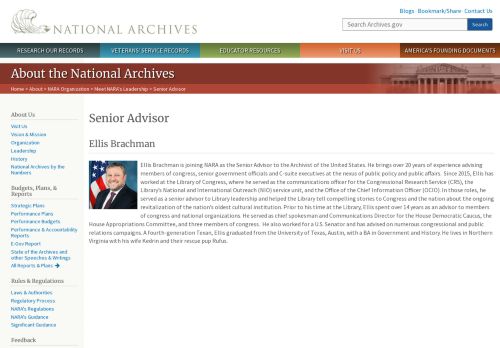 Blogs · Bookmark/Share · Contact Us
NATIONAL ARCHIVES
Search Archives.gov
Search
RESEARCH OUR RECORDS
VETERANS' SERVICE RECORDS
EDUCATOR RESOURCES
VISIT US
AMERICA'S FOUNDING DOCUMENTS
About the National Archives
Home > About > NARA Organization > Meet NARA's Leadership > Senior Advisor
About Us
Visit Us
Vision & Mission
Organization
Leadership
History
National Archives by the
Numbers
Budgets, Plans, &
Reports
Strategic Plans
Performance Plans
Performance Budgets
Performance & Accountability
Reports
E-Gov Report
State of the Archives and
other Speeches & Writings
All Reports & Plans
Rules & Regulations
Laws & Authorities
Regulatory Process
NARA's Regulations
NARA's Guidance
Significant Guidance
Feedback
Senior Advisor
Ellis Brachman
Ellis Brachman is joining NARA as the Senior Advisor to the Archivist of the United States. He brings over 20 years of experience advising
members of congress, senior government officials and C-suite executives at the nexus of public policy and public affairs. Since 2015, Ellis has
worked at the Library of Congress, where he served as the communications officer for the Congressional Research Service (CRS), the
Library's National and International Outreach (NIO) service unit, and the Office of the Chief Information Officer (OCIO). In those roles, he
served as a senior advisor to Library leadership and helped the Library tell compelling stories to Congress and the nation about the ongoing
revitalization of the nation's oldest cultural institution. Prior to his time at the Library, Ellis spent over 14 years as an advisor to members
of congress and national organizations. He served as chief spokesman and Communications Director for the House Democratic Caucus, the
House Appropriations Committee, and three members of congress. He also worked for a U.S. Senator and has advised on numerous congressional and public
relations campaigns. A fourth-generation Texan, Ellis graduated from the University of Texas, Austin, with a BA in Government and History. He lives in Northern
Virginia with his wife Kedrin and their rescue pup Rufus.